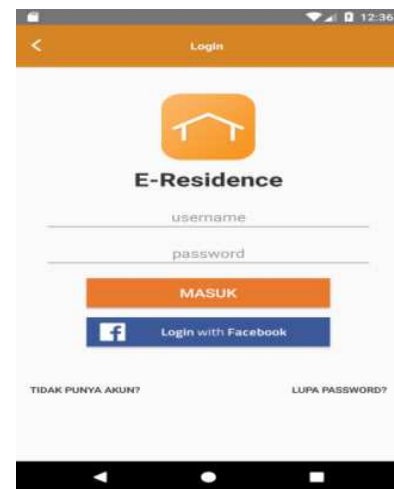 12:36
Login
E-Residence
username
password
MASUK
f Login with Facebook
TIDAK PUNYA AKUN? LUPA PASSWORD?